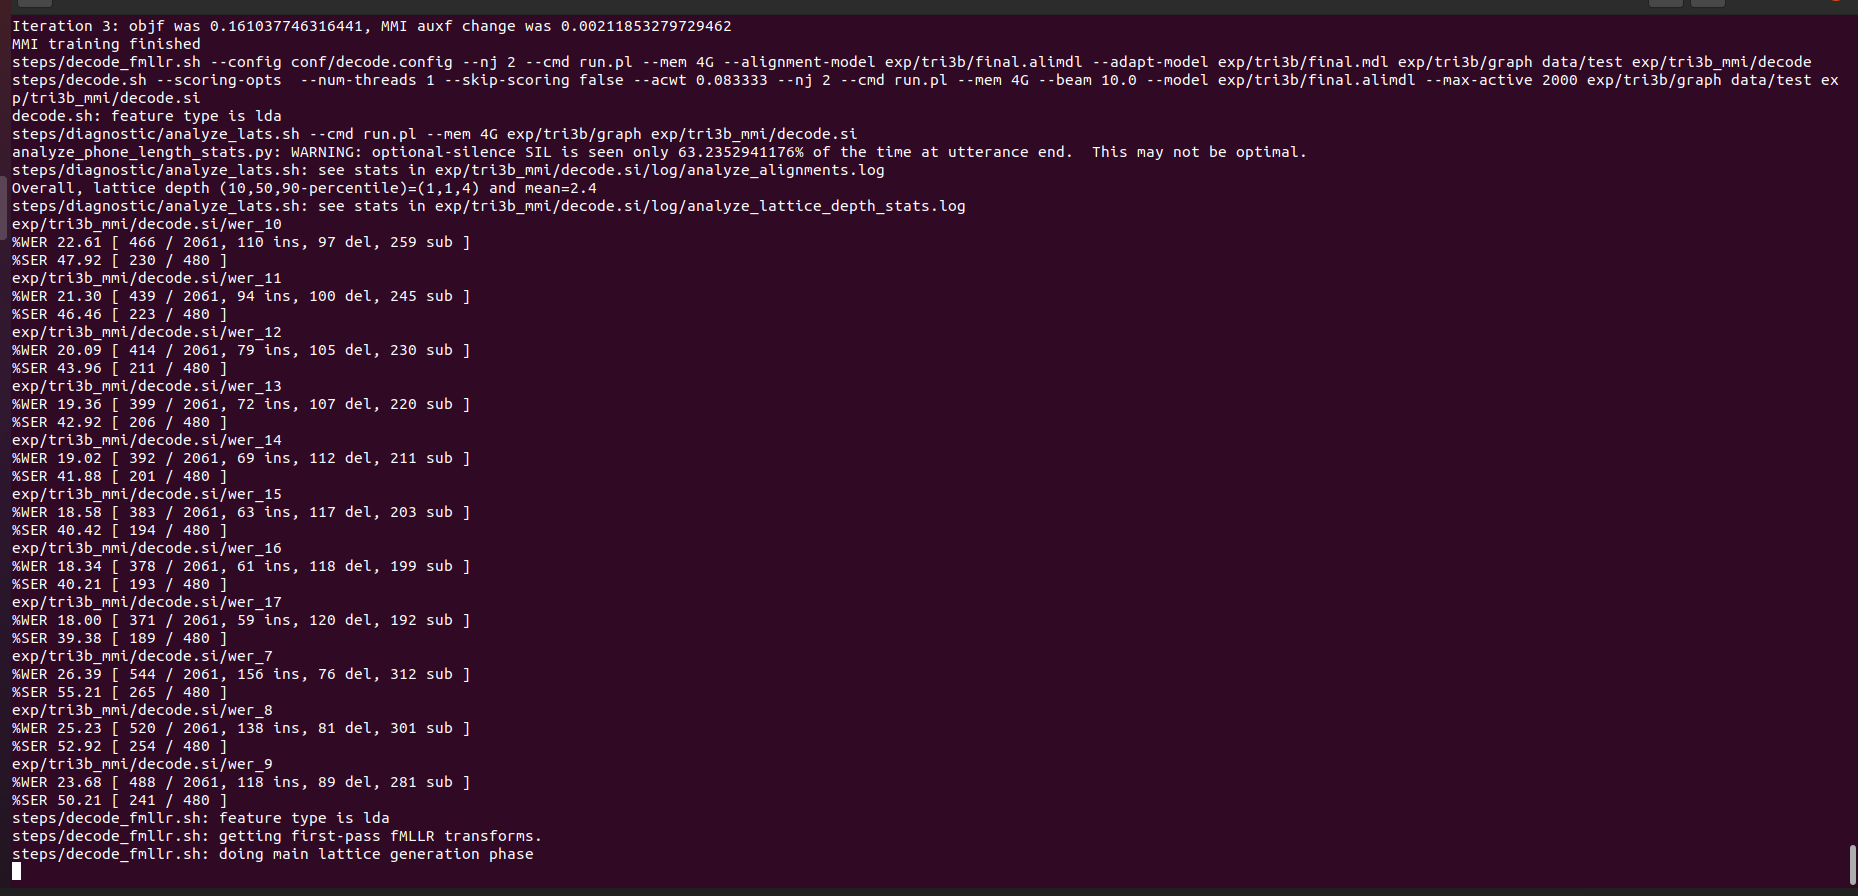 Iteration 3: objf was 0.161037746316441, MMI auxf change was 0.00211853279729462
MMI training finished
steps/decode_fmllr.sh --config conf/decode.config --nj 2 --cmd run.pl --mem 4G --alignment-model exp/tri3b/final.alimdl --adapt-model exp/tri3b/final.mdl exp/tri3b/graph data/test exp/tri3b_mmi/decode
steps/decode.sh --scoring-opts  --num-threads 1 --skip-scoring false --acwt 0.083333 --nj 2 --cmd run.pl --mem 4G --beam 10.0 --model exp/tri3b/final.alimdl --max-active 2000 exp/tri3b/graph data/test ex
p/tri3b_mmi/decode.si
decode.sh: feature type is lda
steps/diagnostic/analyze_lats.sh --cmd run.pl --mem 4G exp/tri3b/graph exp/tri3b_mmi/decode.si
analyze_phone_length_stats.py: WARNING: optional-silence SIL is seen only 63.2352941176% of the time at utterance end.  This may not be optimal.
steps/diagnostic/analyze_lats.sh: see stats in exp/tri3b_mmi/decode.si/log/analyze_alignments.log
Overall, lattice depth (10,50,90-percentile)=(1,1,4) and mean=2.4
steps/diagnostic/analyze_lats.sh: see stats in exp/tri3b_mmi/decode.si/log/analyze_lattice_depth_stats.log
exp/tri3b_mmi/decode.si/wer_10
%WER 22.61 [ 466 / 2061, 110 ins, 97 del, 259 sub ]
%SER 47.92 [ 230 / 480 ]
exp/tri3b_mmi/decode.si/wer_11
%WER 21.30 [ 439 / 2061, 94 ins, 100 del, 245 sub ]
%SER 46.46 [ 223 / 480 ]
exp/tri3b_mmi/decode.si/wer_12
%WER 20.09 [ 414 / 2061, 79 ins, 105 del, 230 sub ]
%SER 43.96 [ 211 / 480 ]
exp/tri3b_mmi/decode.si/wer_13
%WER 19.36 [ 399 / 2061, 72 ins, 107 del, 220 sub ]
%SER 42.92 [ 206 / 480 ]
exp/tri3b_mmi/decode.si/wer_14
%WER 19.02 [ 392 / 2061, 69 ins, 112 del, 211 sub ]
%SER 41.88 [ 201 / 480 ]
exp/tri3b_mmi/decode.si/wer_15
%WER 18.58 [ 383 / 2061, 63 ins, 117 del, 203 sub ]
%SER 40.42 [ 194 / 480 ]
exp/tri3b_mmi/decode.si/wer_16
%WER 18.34 [ 378 / 2061, 61 ins, 118 del, 199 sub ]
%SER 40.21 [ 193 / 480 ]
exp/tri3b_mmi/decode.si/wer_17
%WER 18.00 [ 371 / 2061, 59 ins, 120 del, 192 sub ]
%SER 39.38 [ 189 / 480 ]
exp/tri3b_mmi/decode.si/wer_7
%WER 26.39 [ 544 / 2061, 156 ins, 76 del, 312 sub ]
%SER 55.21 [ 265 / 480 ]
exp/tri3b_mmi/decode.si/wer_8
%WER 25.23 [ 520 / 2061, 138 ins, 81 del, 301 sub ]
%SER 52.92 [ 254 / 480 ]
exp/tri3b_mmi/decode.si/wer_9
%WER 23.68 [ 488 / 2061, 118 ins, 89 del, 281 sub ]
%SER 50.21 [ 241 / 480 ]
steps/decode_fmllr.sh: feature type is lda
steps/decode_fmllr.sh: getting first-pass fMLLR transforms.
steps/decode_fmllr.sh: doing main lattice generation phase